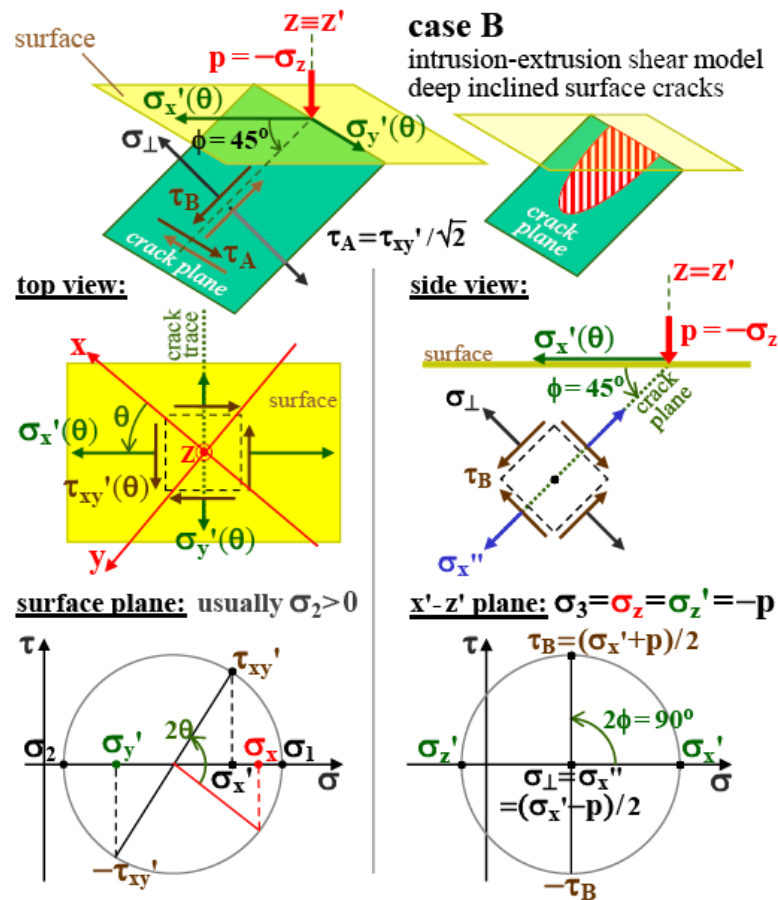 case B
intrusion-extrusion shear model
deep inclined surface cracks
surface
z≡z'
p = −σz
σx'(θ)
σy'(θ)
ϕ = 45º
σ⊥
τB
τA
crack plane
τA = τxy'/√2
crack
plane
top view:
crack
trace
x
θ
surface
σx'(θ)
z
τxy'(θ)
σy'(θ)
y
side view:
z=z'
p = −σz
σx'(θ)
surface
ϕ = 45º
crack
plane
σ⊥
τB
σx''
surface plane: usually σ2>0
τ
τxy'
2θ
σ2
σy'
σx'
σx
σ1
σ
−τxy'
x'- z' plane: σ3=σz=σz'=−p
τ
τB=(σx'+p)/2
2ϕ = 90º
σz'
σx'
σ⊥=σx''
=(σx'−p)/2
σ
−τB